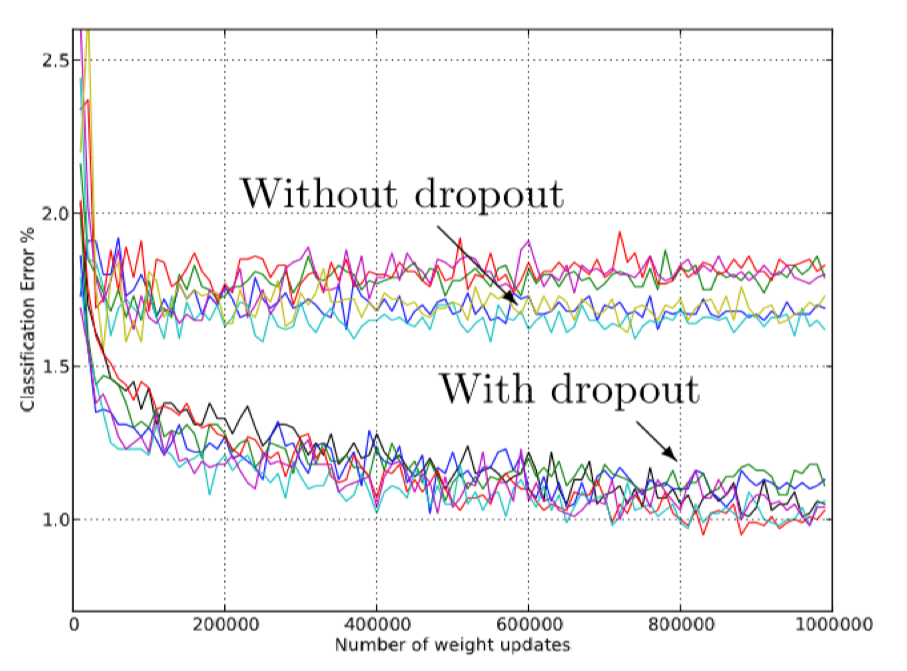 2.5
Without dropout
2.0
Classification Error %
1.5
With dropout
1.0
0 200000 400000 600000 800000 1000000
Number of weight updates